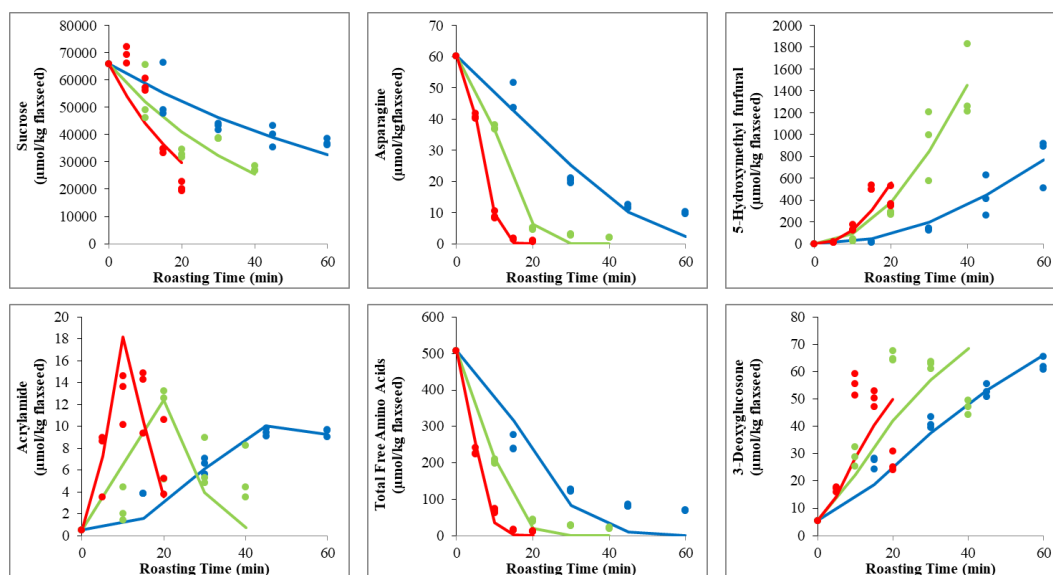 Sucrose
(µmol/kg flaxseed)
80000
70000
60000
50000
40000
30000
20000
10000
0
0 20 40 60
Roasting Time (min)
Asparagine
(µmol/kgflaxseed)
70
60
50
40
30
20
10
0
0 20 40 60
Roasting Time (min)
5-Hydroxymethyl furfural
(µmol/kg flaxseed)
2000
1800
1600
1400
1200
1000
800
600
400
200
0
0 20 40 60
Roasting Time (min)
Acrylamide
(µmol/kg flaxseed)
20
18
16
14
12
10
8
6
4
2
0
0 20 40 60
Roasting Time (min)
Total Free Amino Acids
(µmol/kg flaxseed)
600
500
400
300
200
100
0
0 20 40 60
Roasting Time (min)
3-Deoxyglucosone
(µmol/kg flaxseed)
80
70
60
50
40
30
20
10
0
0 20 40 60
Roasting Time (min)